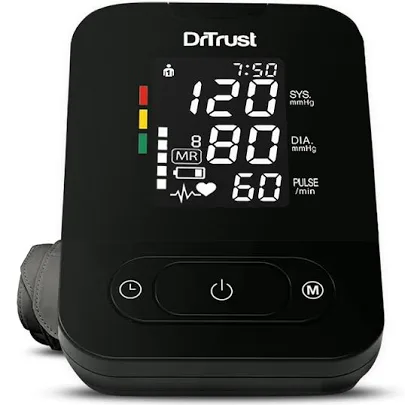 DrTrust
7:50
120 SYS. mmHg
8
MR
80 DIA. mmHg
60 PULSE /min
M